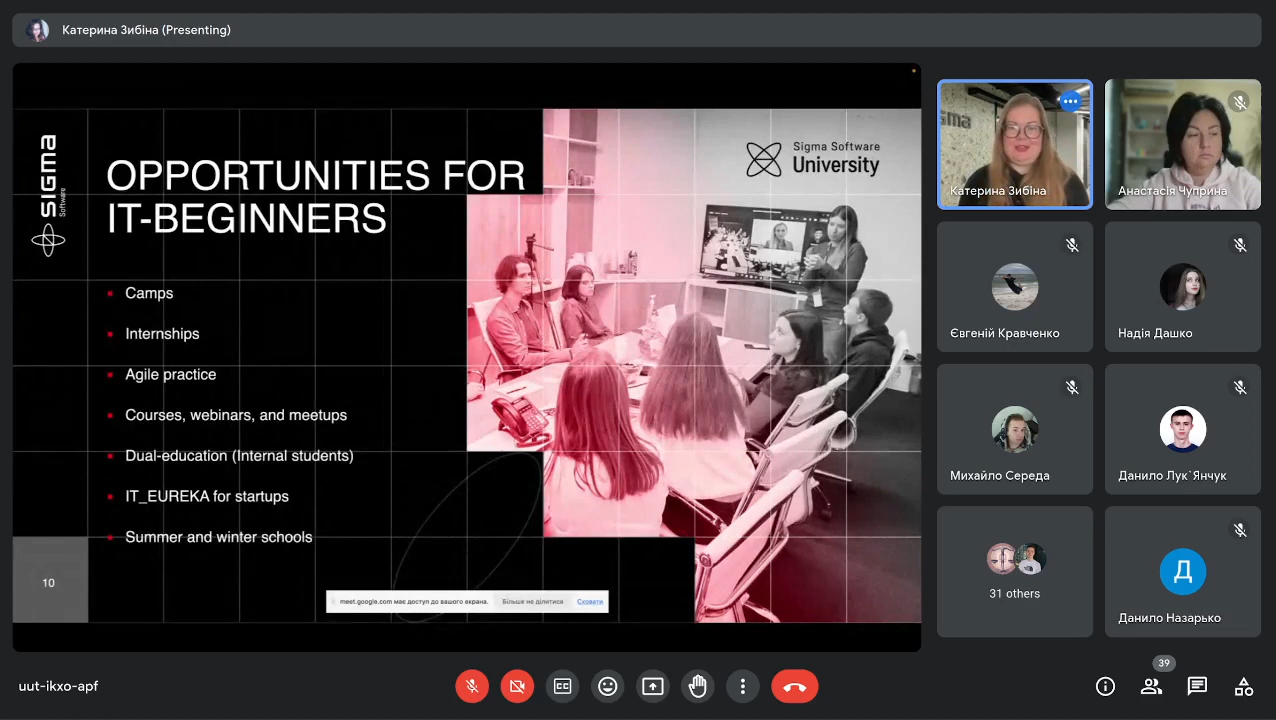 Катерина Зибіна (Presenting)
SIGMA
Software
OPPORTUNITIES FOR
IT-BEGINNERS
Sigma Software
University
Camps
Internships
Agile practice
Courses, webinars, and meetups
Dual-education (Internal students)
IT_EUREKA for startups
Summer and winter schools
10
meet.google.com має доступ до вашого екрана.
Більше не ділитися
Сховати
Катерина Зибіна
Анастасія Чуприна
Євгеній Кравченко
Надія Дашко
Михайло Середа
Данило Лук`Янчук
31 others
Д
Данило Назарько
uut-ikxo-apf
CC
39